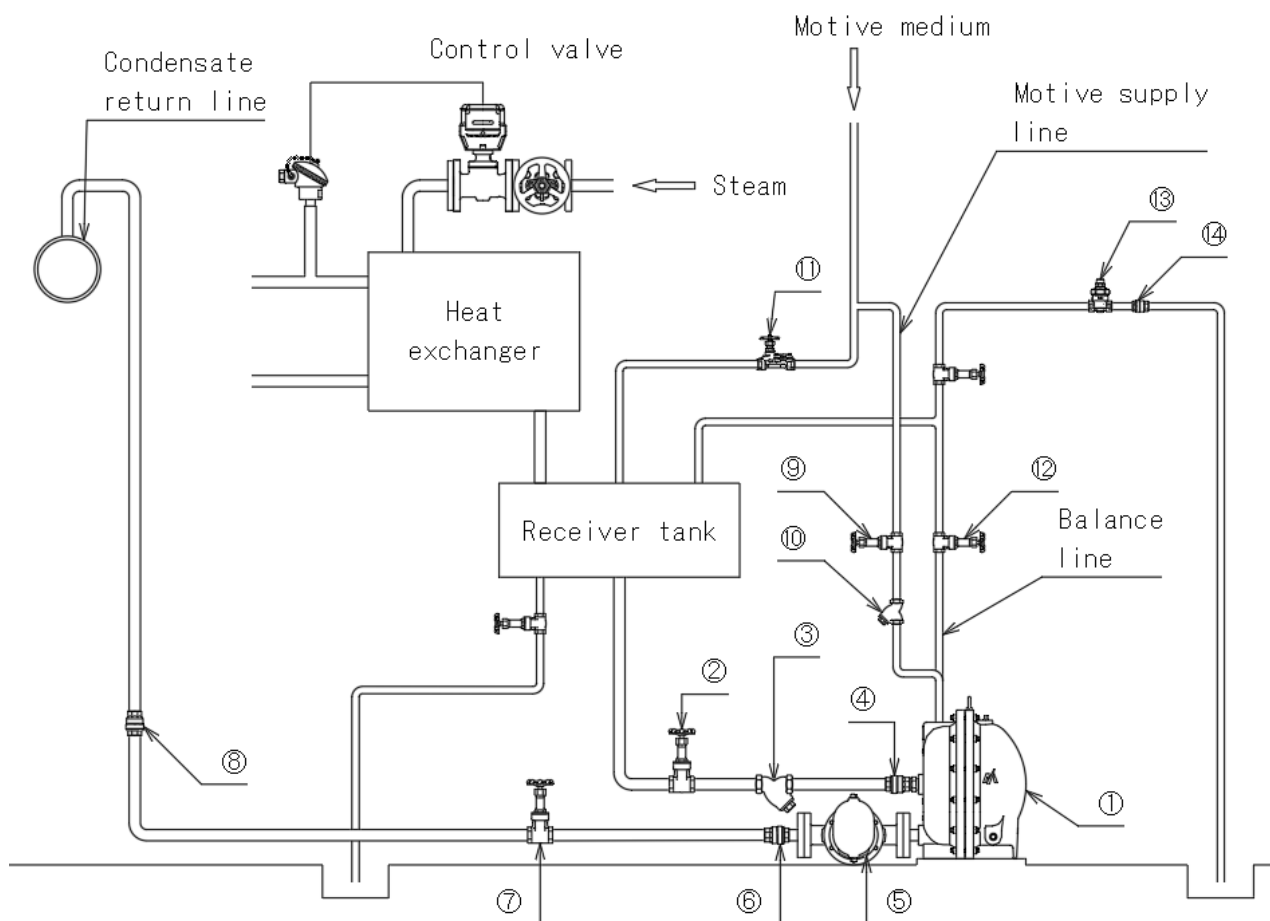 Motive medium
Control valve
Condensate
return line
Motive supply
line
Steam
⑬
⑭
⑪
Heat
exchanger
⑨
⑫
Receiver tank
⑩
Balance
line
③
②
④
⑧
①
⑦
⑥
⑤